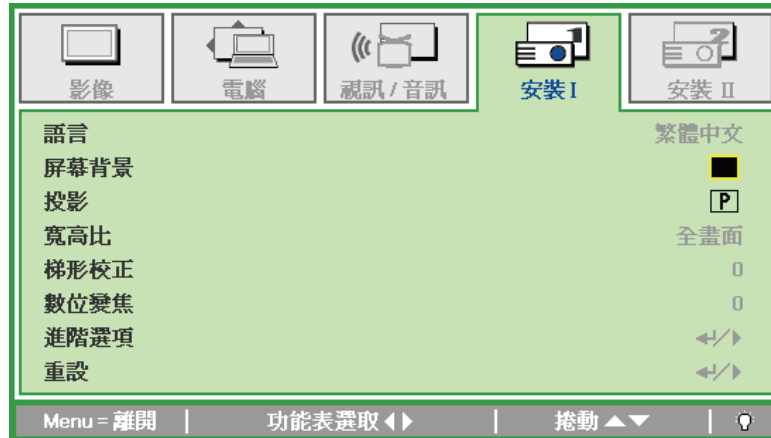 影像 電腦 視訊 / 音訊 安裝 I 安裝 II
語言 繁體中文
屏幕背景
投影 P
寬高比 全畫面
梯形校正 0
數位變焦 0
進階選項 /
重設 /
Menu = 離開 功能表選取 捲動